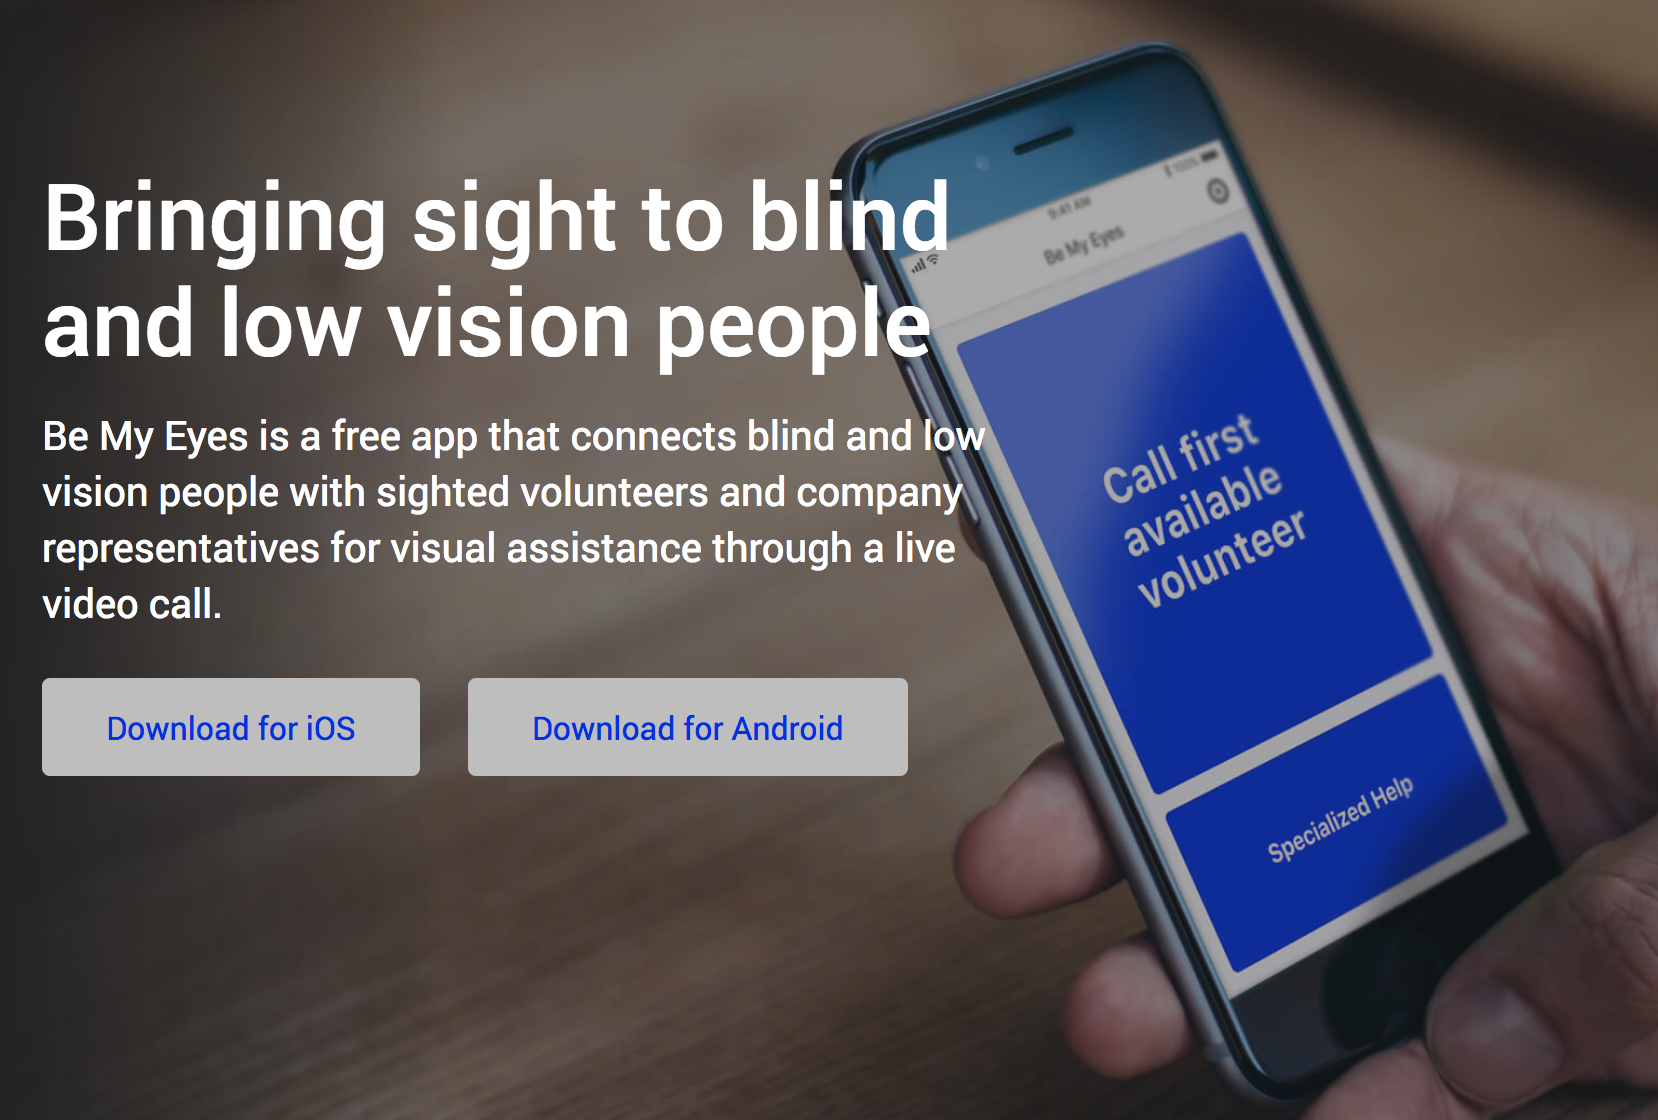 Bringing sight to blind
and low vision people
Be My Eyes is a free app that connects blind and low
vision people with sighted volunteers and company
representatives for visual assistance through a live
video call.
Download for iOS
Download for Android
100%
9:41 AM
Be My Eyes
Call first
available
volunteer
Specialized Help